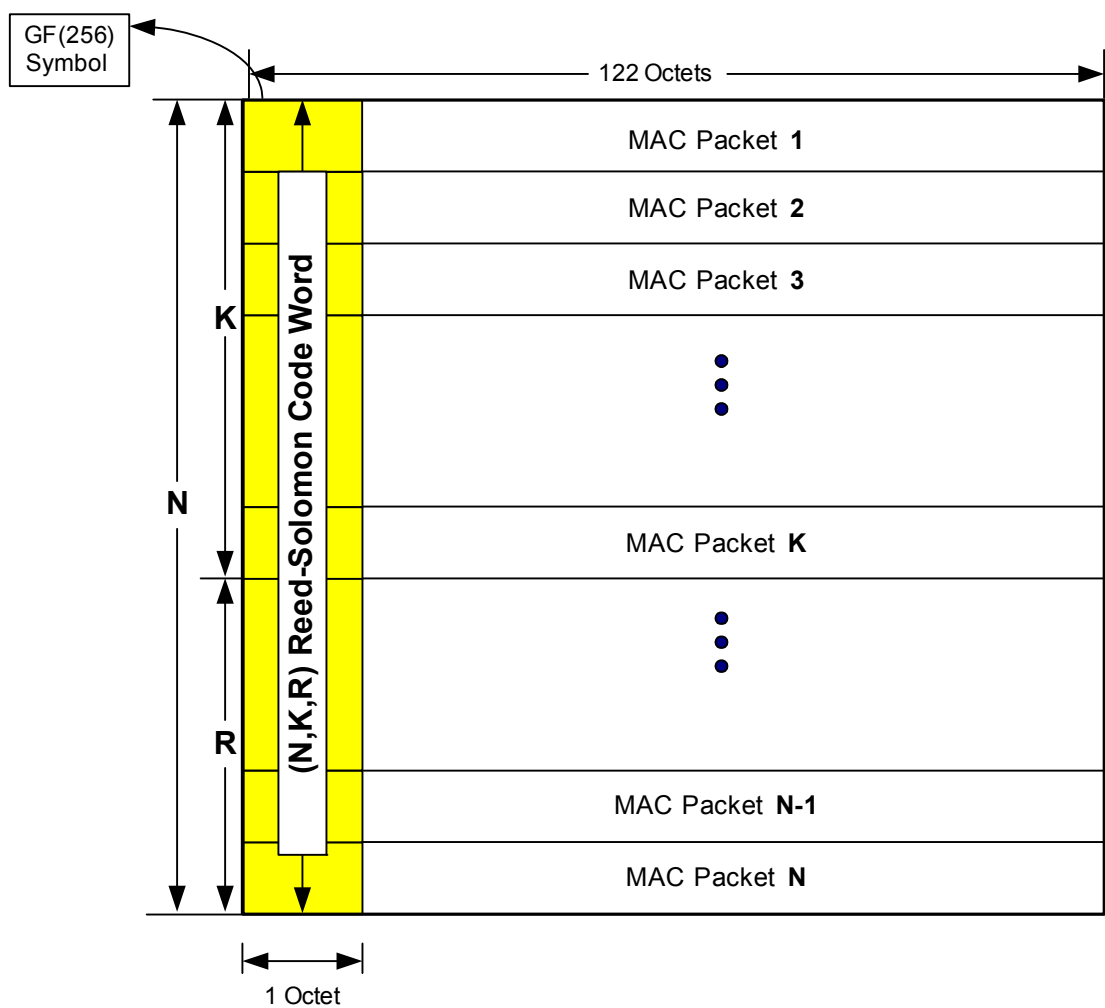 GF(256)
Symbol
122 Octets
MAC Packet 1
MAC Packet 2
MAC Packet 3
K
(N,K,R) Reed-Solomon Code Word
N
MAC Packet K
R
MAC Packet N-1
MAC Packet N
1 Octet